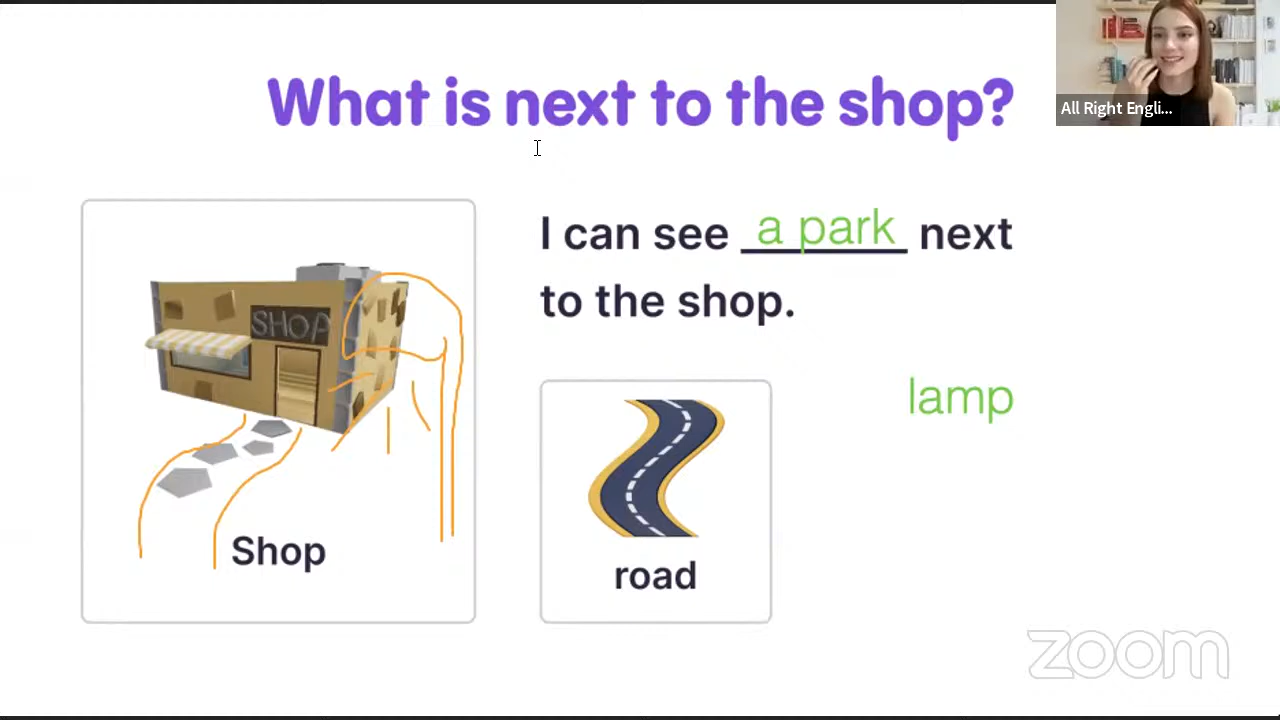 What is next to the shop?
All Right Engli...
I can see a park next
to the shop.
SHOP
lamp
Shop
road
zoom